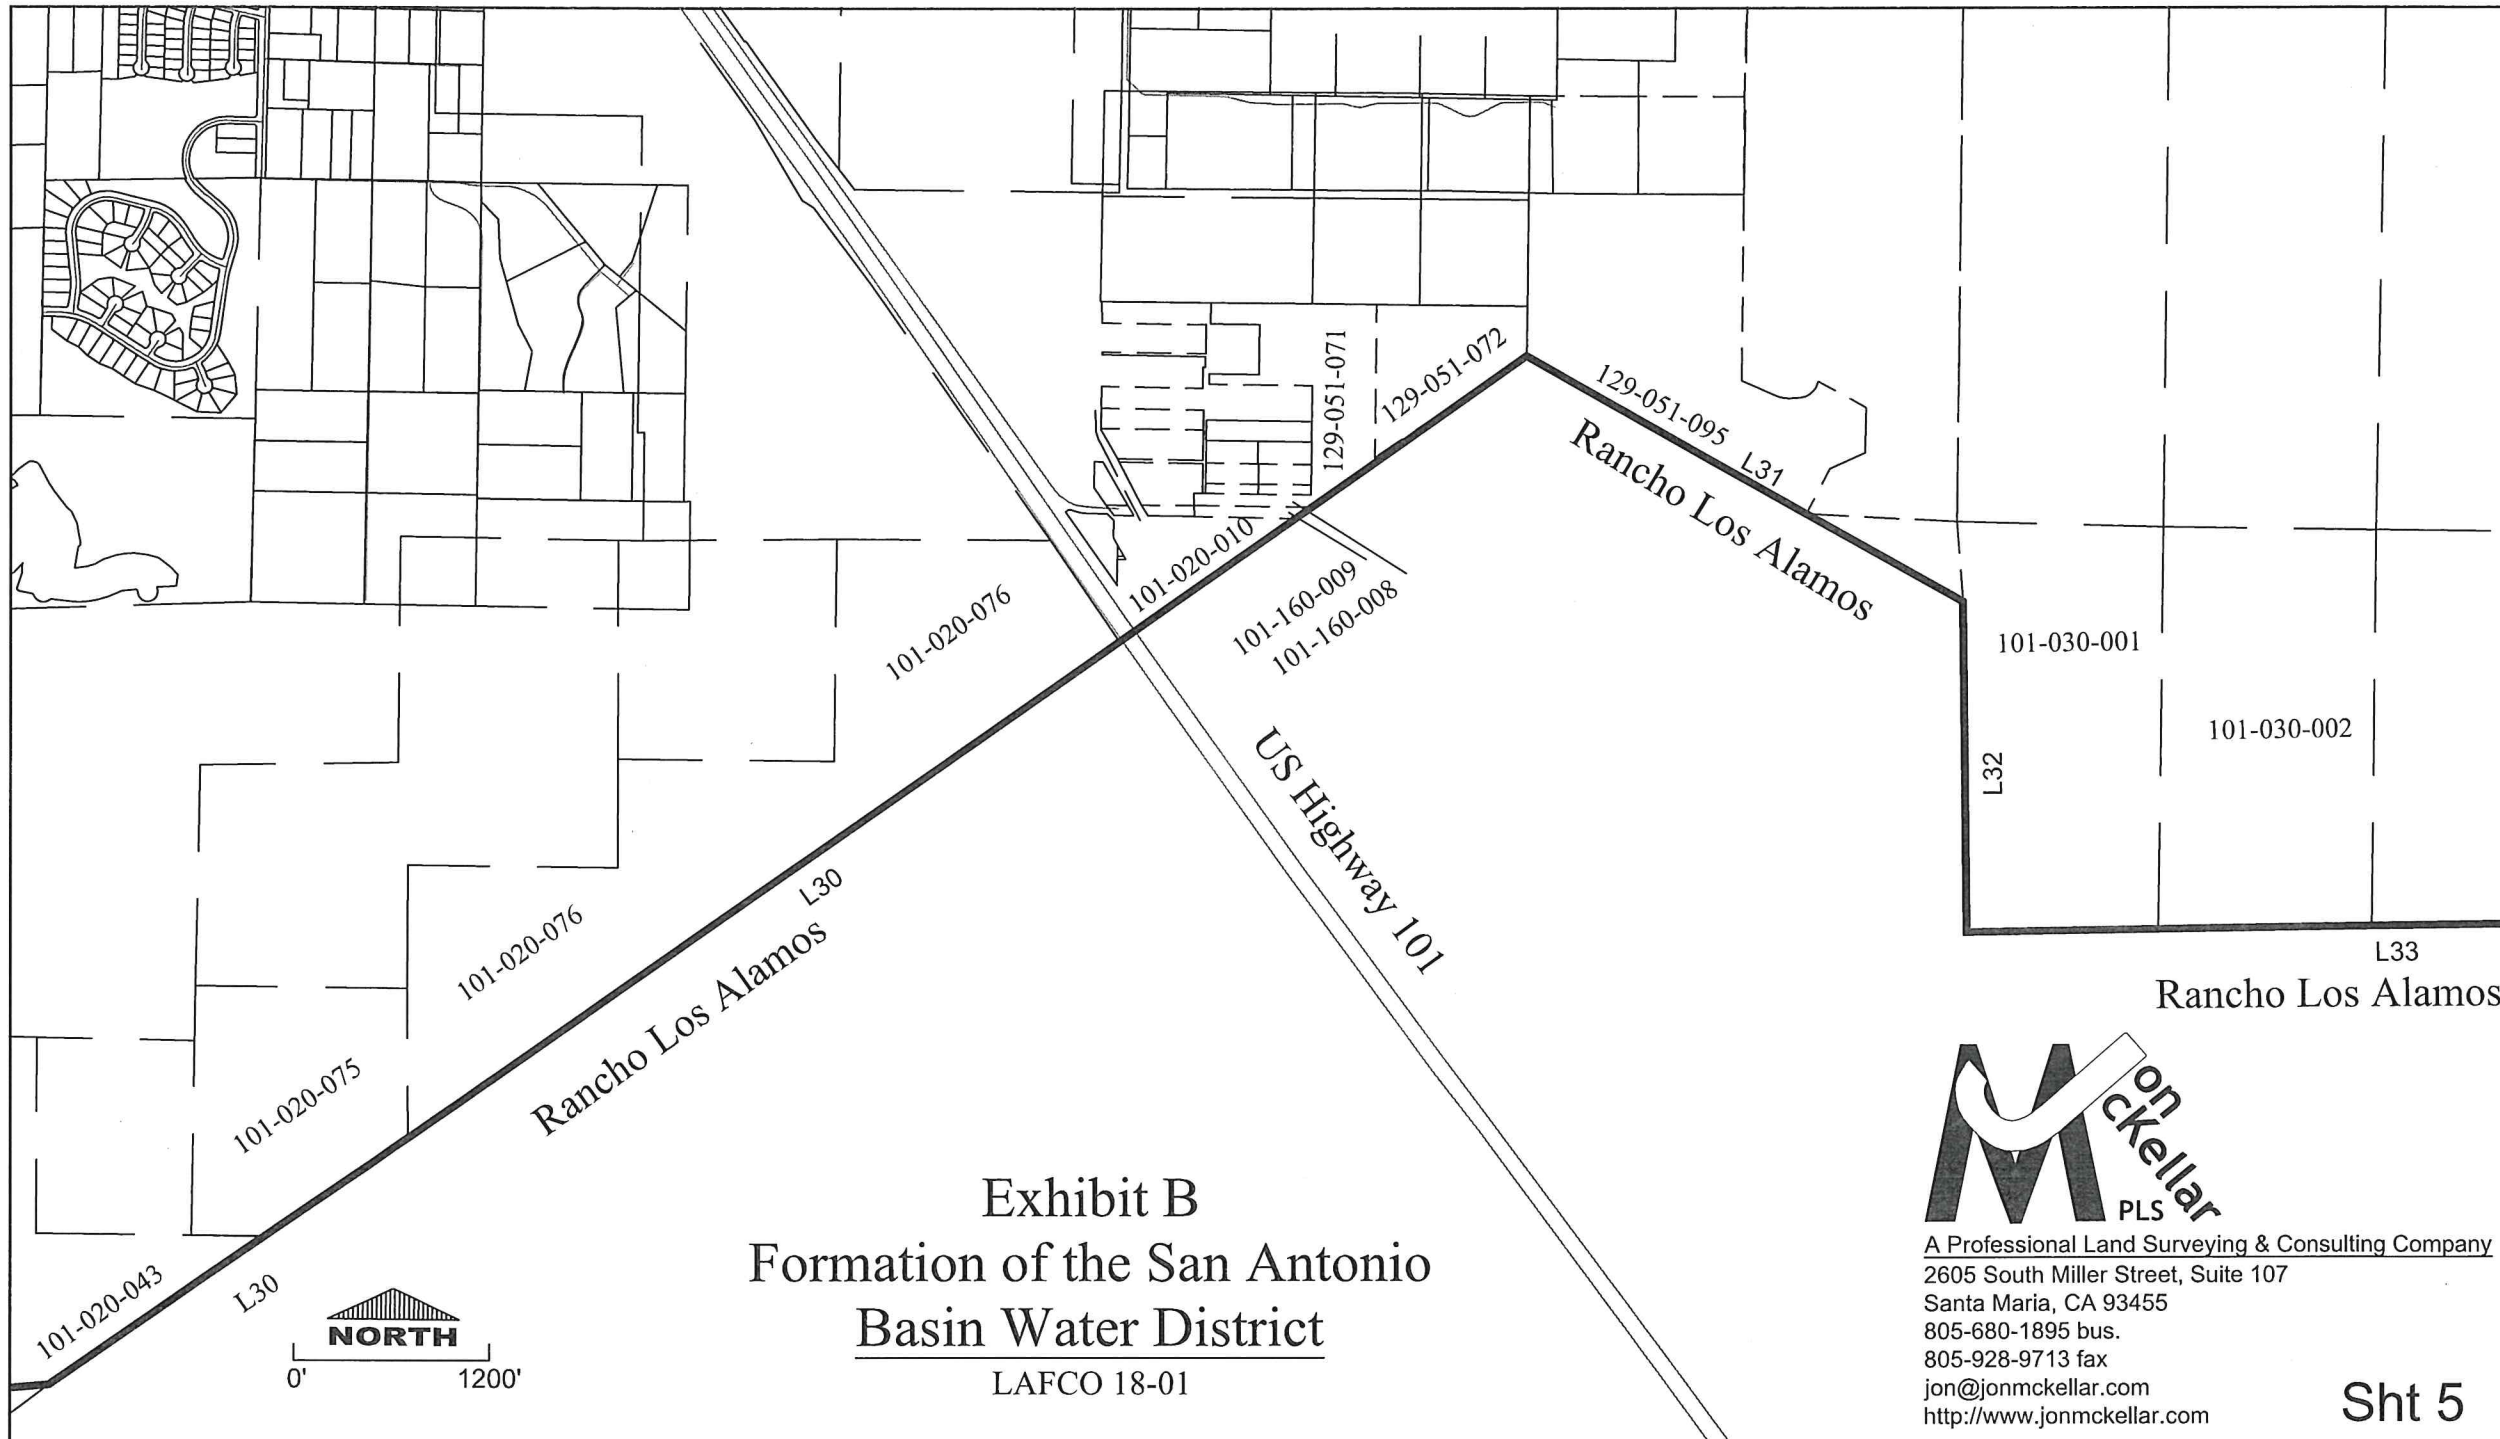 129-051-071
129-051-072
129-051-095
L31
Rancho Los Alamos
101-020-010
101-020-076
101-160-009
101-160-008
101-030-001
101-030-002
L32
US Highway 101
L30
Rancho Los Alamos
101-020-076
L33
Rancho Los Alamos
101-020-075
101-020-043
L30
NORTH
0' 1200'
Exhibit B
Formation of the San Antonio
Basin Water District
LAFCO 18-01
M
on
ckellar
PLS
A Professional Land Surveying & Consulting Company
2605 South Miller Street, Suite 107
Santa Maria, CA 93455
805-680-1895 bus.
805-928-9713 fax
jon@jonmckellar.com
http://www.jonmckellar.com
Sht 5